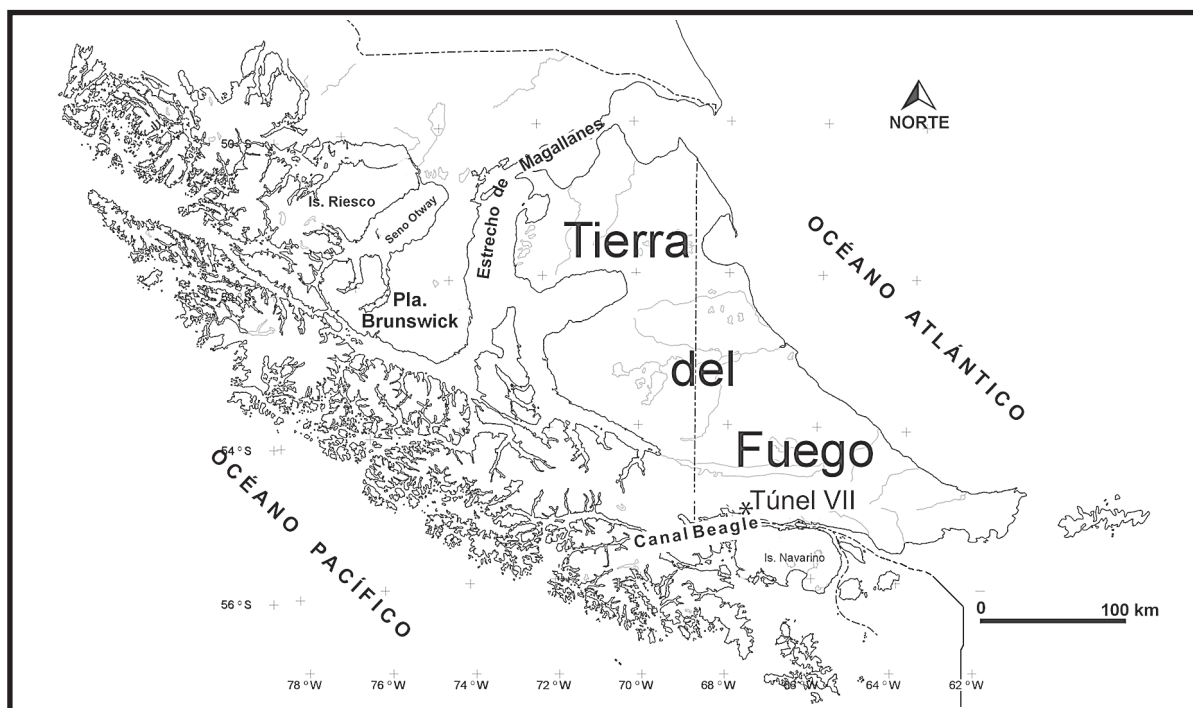 NORTE
50° S
Estrecho de Magallanes
Is. Riesco
Seno Otway
Tierra
OCÉANO ATLÁNTICO
Pla.
Brunswick
del
54° S
Fuego
OCÉANO PACÍFICO
Túnel VII
Canal Beagle
Is. Navarino
56° S
0 100 km
78° W 76° W 74° W 72° W 70° W 68° W 66° W 64° W 62° W